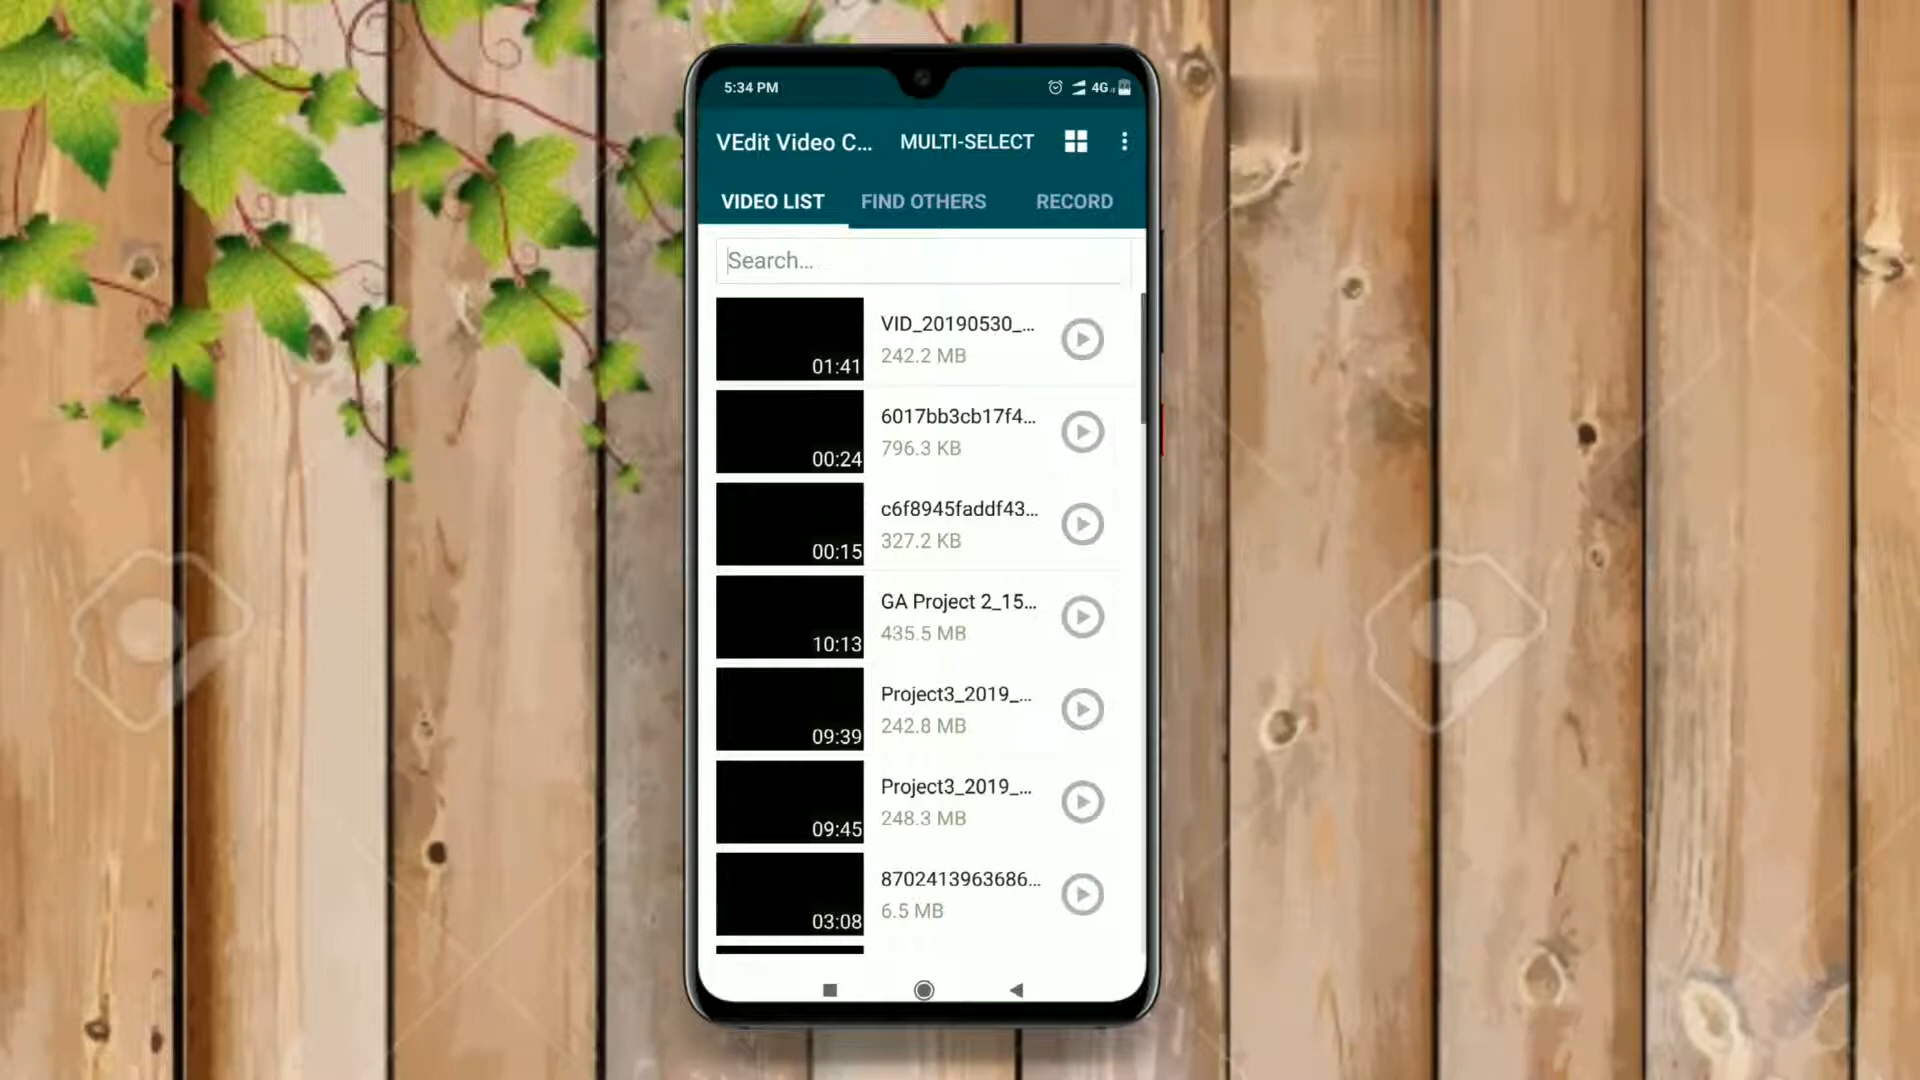 5:34 PM
4G
VEdit Video C...
MULTI-SELECT
VIDEO LIST
FIND OTHERS
RECORD
Search...
01:41
VID_20190530_...
242.2 MB
00:24
6017bb3cb17f4...
796.3 KB
00:15
c6f8945faddf43...
327.2 KB
10:13
GA Project 2_15...
435.5 MB
09:39
Project3_2019_...
242.8 MB
09:45
Project3_2019_...
248.3 MB
03:08
8702413963686...
6.5 MB